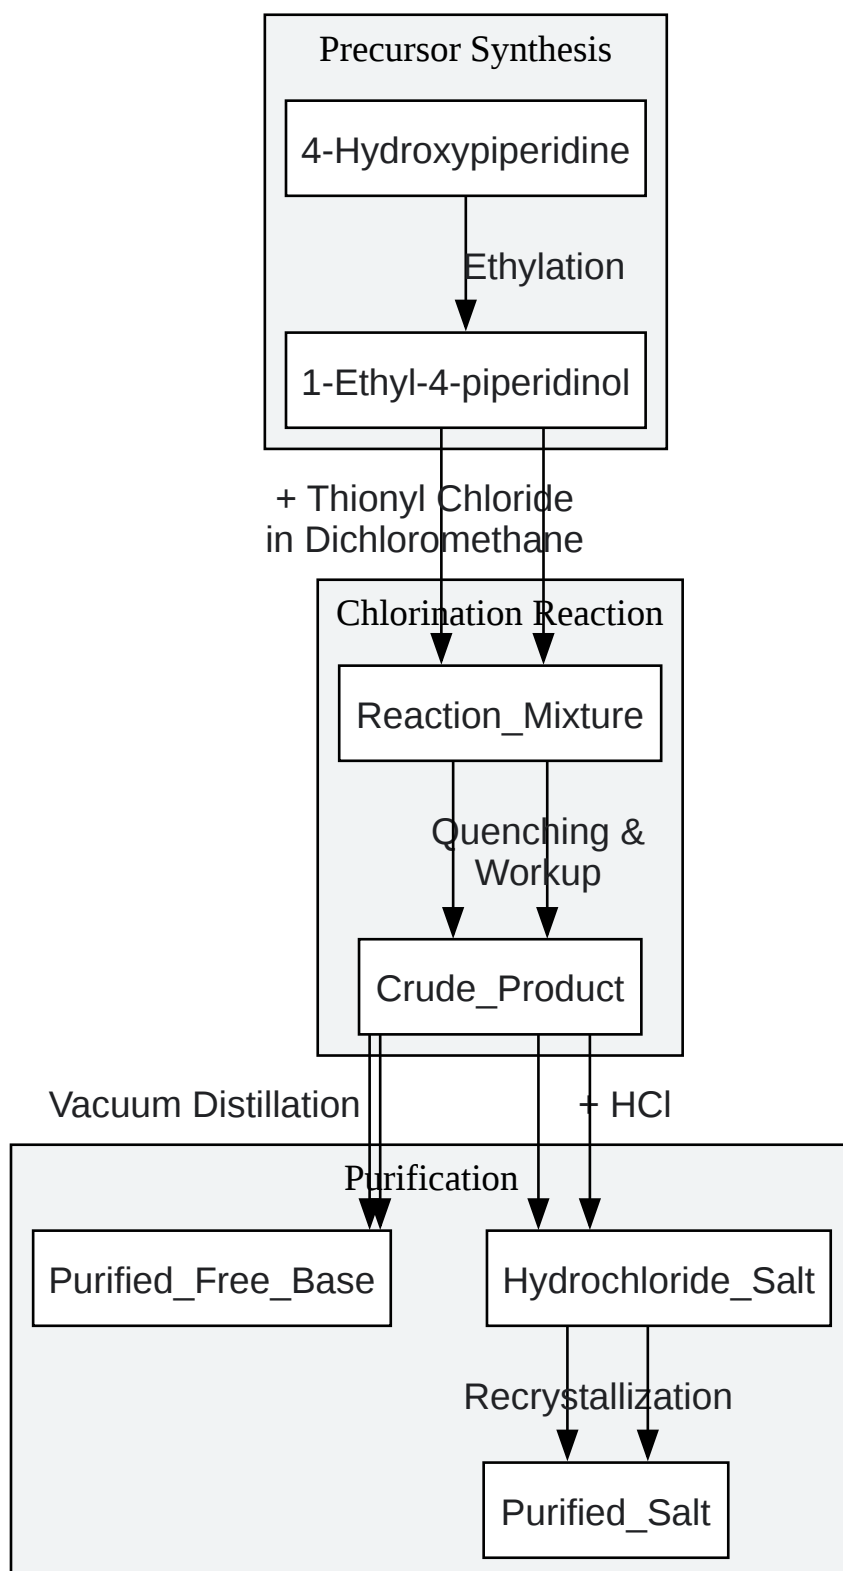 Precursor Synthesis
4-Hydroxypiperidine
Ethylation
1-Ethyl-4-piperidinol
+ Thionyl Chloride
in Dichloromethane
Chlorination Reaction
Reaction_Mixture
Quenching &
Workup
Crude_Product
Vacuum Distillation
+ HCl
Purification
Purified_Free_Base
Hydrochloride_Salt
Recrystallization
Purified_Salt